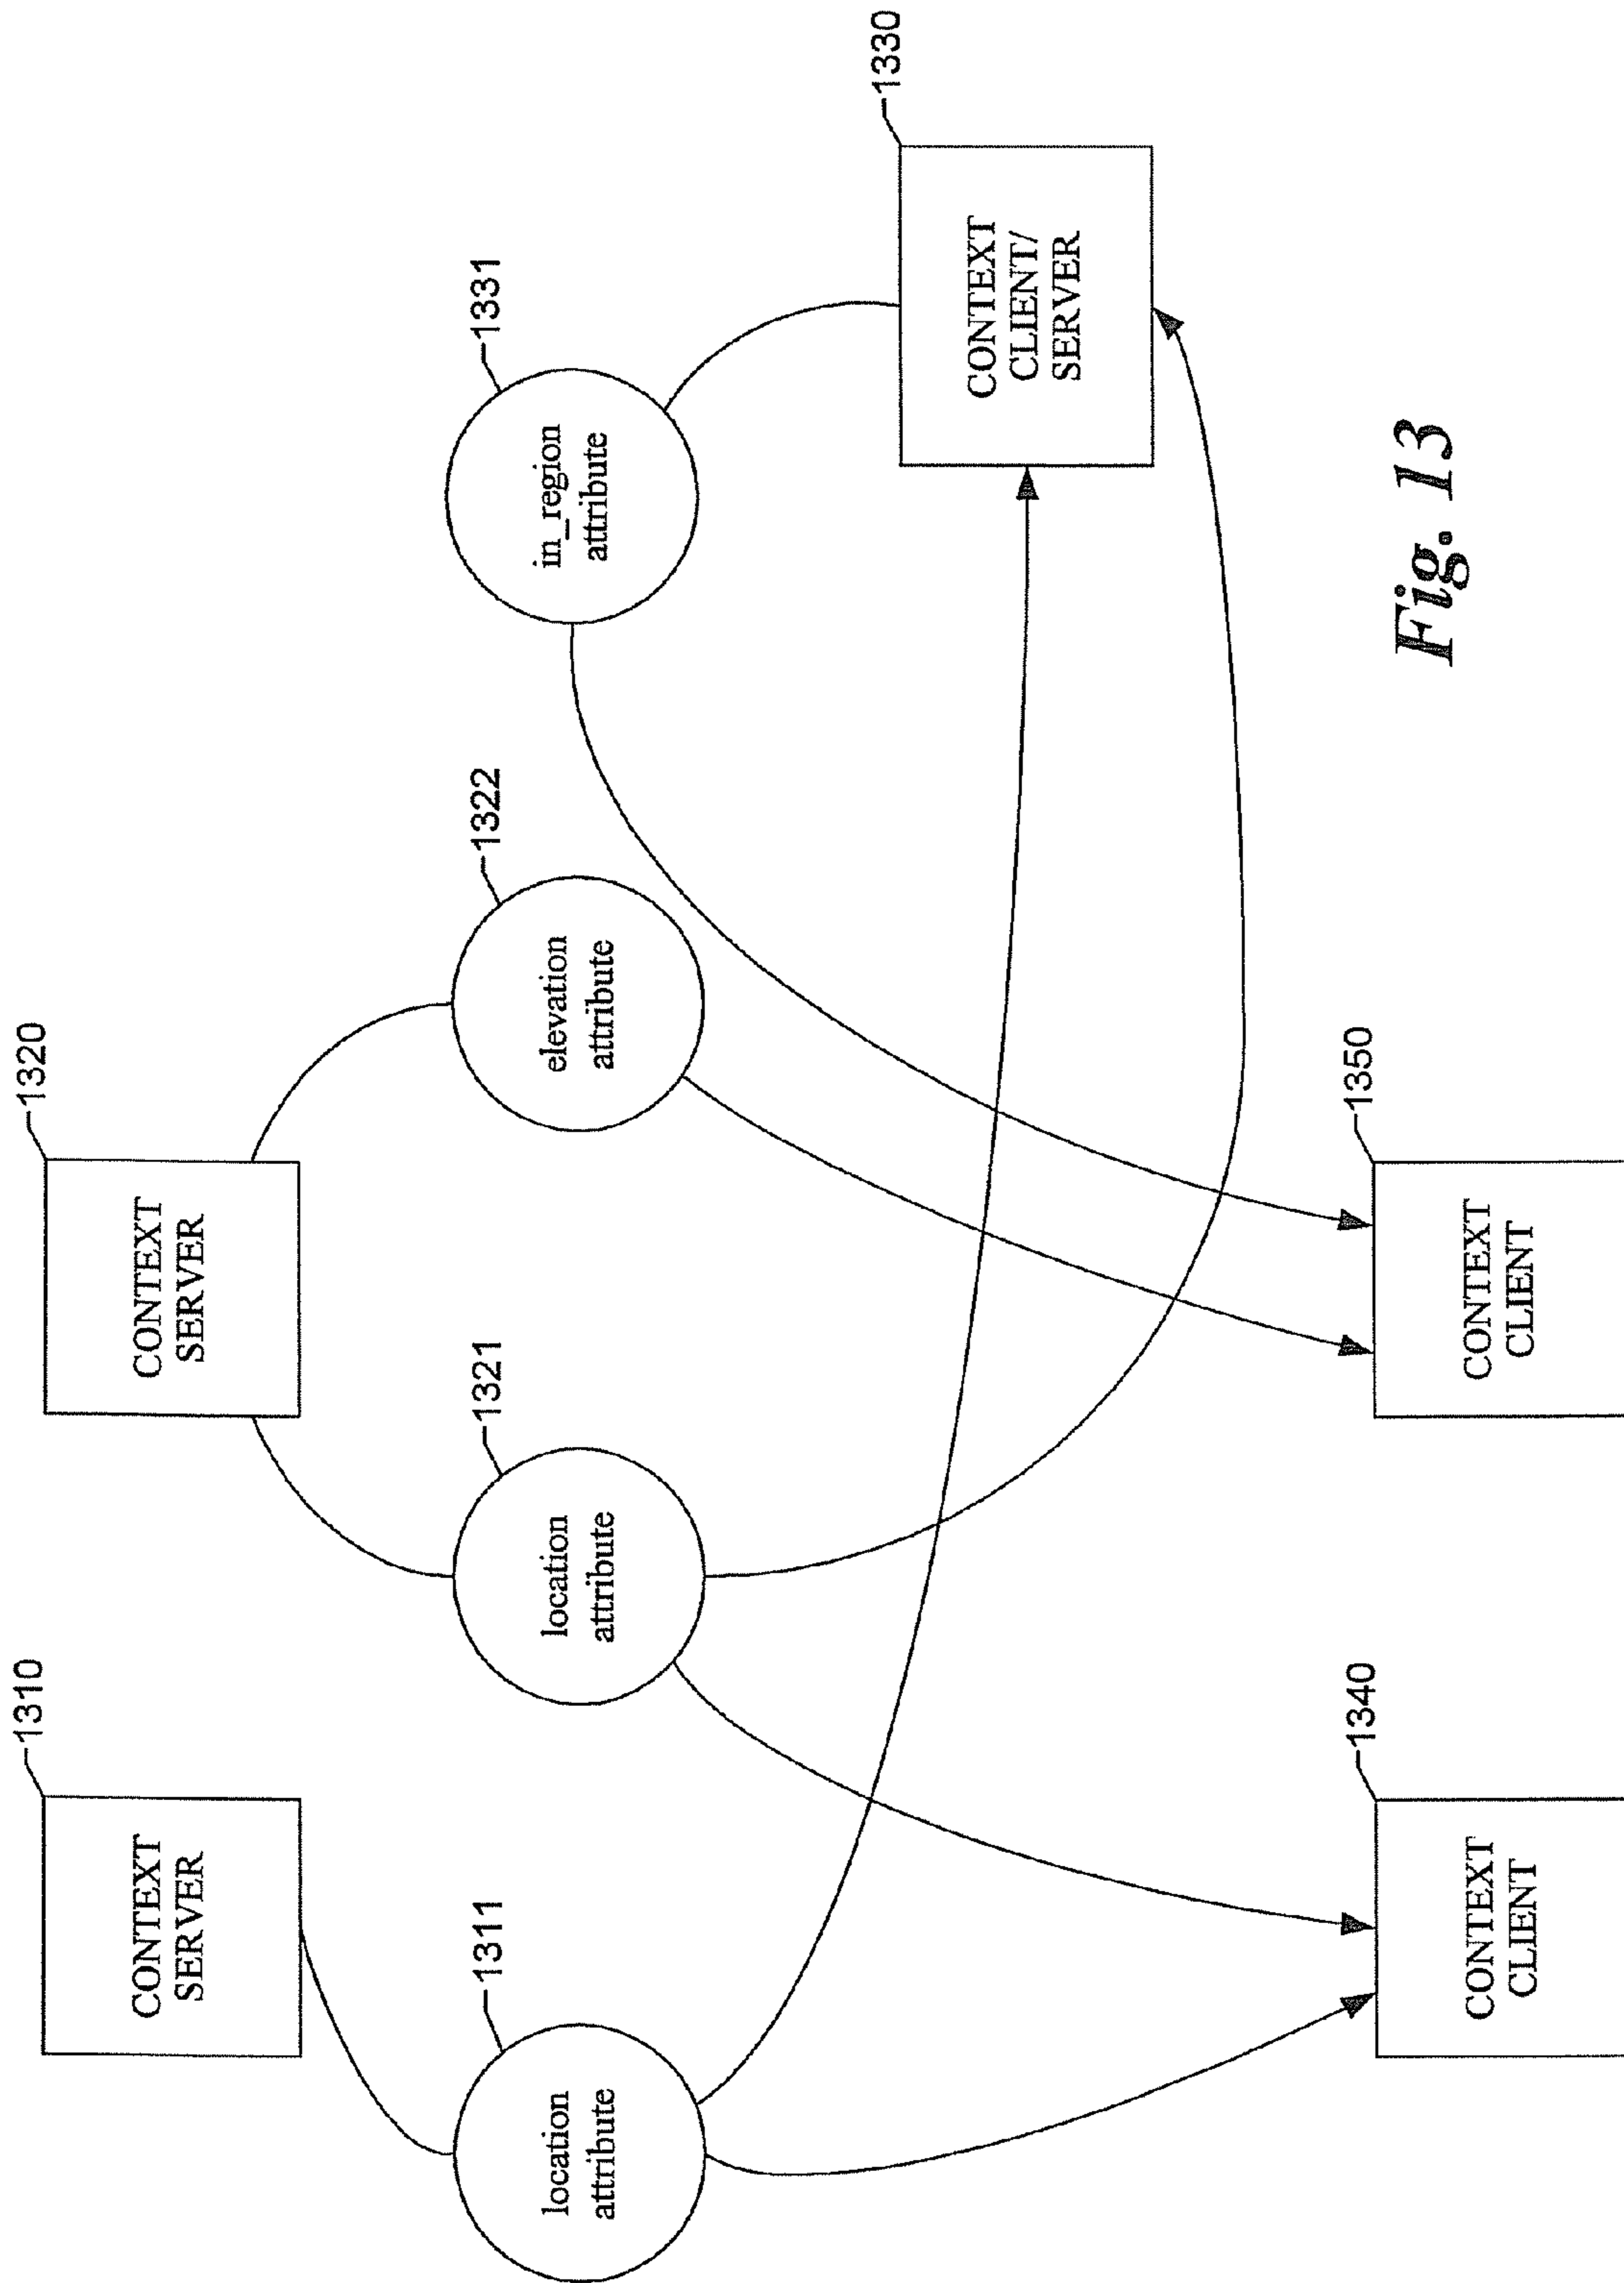 1310
CONTEXT
SERVER
1320
CONTEXT
SERVER
1311
location
attribute
1321
location
attribute
1322
elevation
attribute
1331
in_region
attribute
1330
CONTEXT
CLIENT/
SERVER
1340
CONTEXT
CLIENT
1350
CONTEXT
CLIENT
Fig. 13